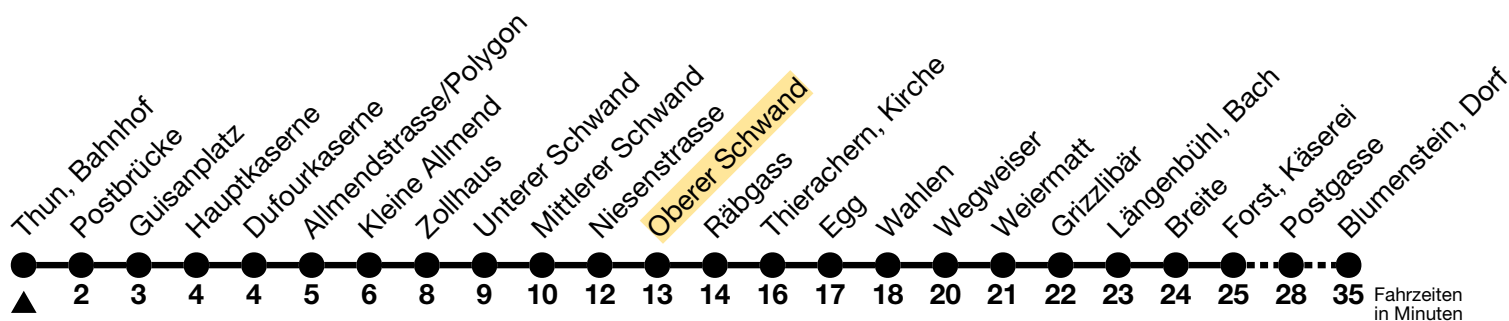 Thun, Bahnhof
Postbrücke
Guisanplatz
Hauptkaserne
Dufourkaserne
Allmendstrasse/Polygon
Kleine Allmend
Zollhaus
Unterer Schwand
Mittlerer Schwand
Niesenstrasse
Oberer Schwand
Räbgass
Thierachern, Kirche
Egg
Wahlen
Wegweiser
Weiermatt
Grizzlibär
Längenbühl, Bach
Breite
Forst, Käserei
Postgasse
Blumenstein, Dorf
2 3 4 4 5 6 8 9 10 12 13 14 16 17 18 20 21 22 23 24 25 28 35 Fahrzeiten
in Minuten